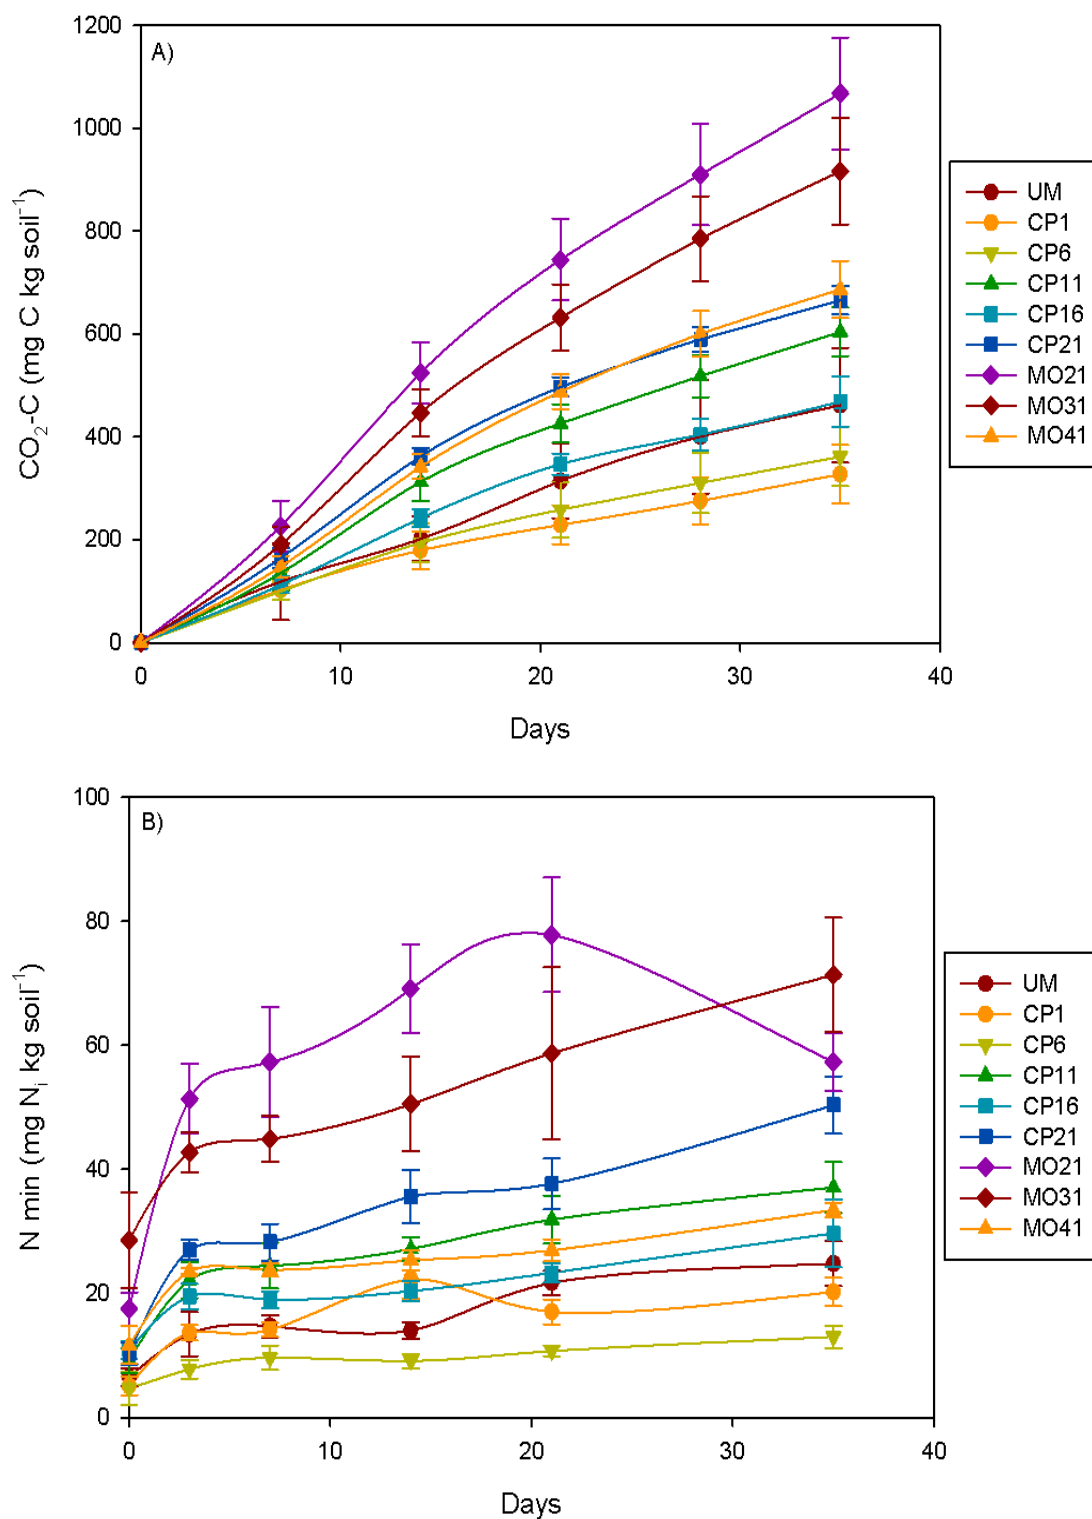 A)
1200
1000
800
600
400
200
0
CO₂-C (mg C kg soil⁻¹)
0 10 20 30 40
Days
UM
CP1
CP6
CP11
CP16
CP21
MO21
MO31
MO41
B)
100
80
60
40
20
0
N min (mg Nᵢ kg soil⁻¹)
0 10 20 30 40
Days
UM
CP1
CP6
CP11
CP16
CP21
MO21
MO31
MO41